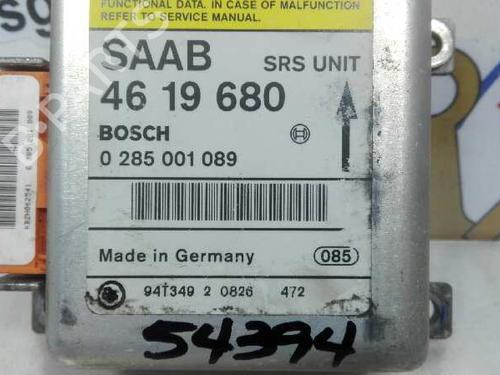 FUNCTIONAL DATA. IN CASE OF MALFUNCTION
REFER TO SERVICE MANUAL.
SAAB SRS UNIT
46 19 680
BOSCH
0 285 001 089
Made in Germany 085
94T349 2 0826 472
54394